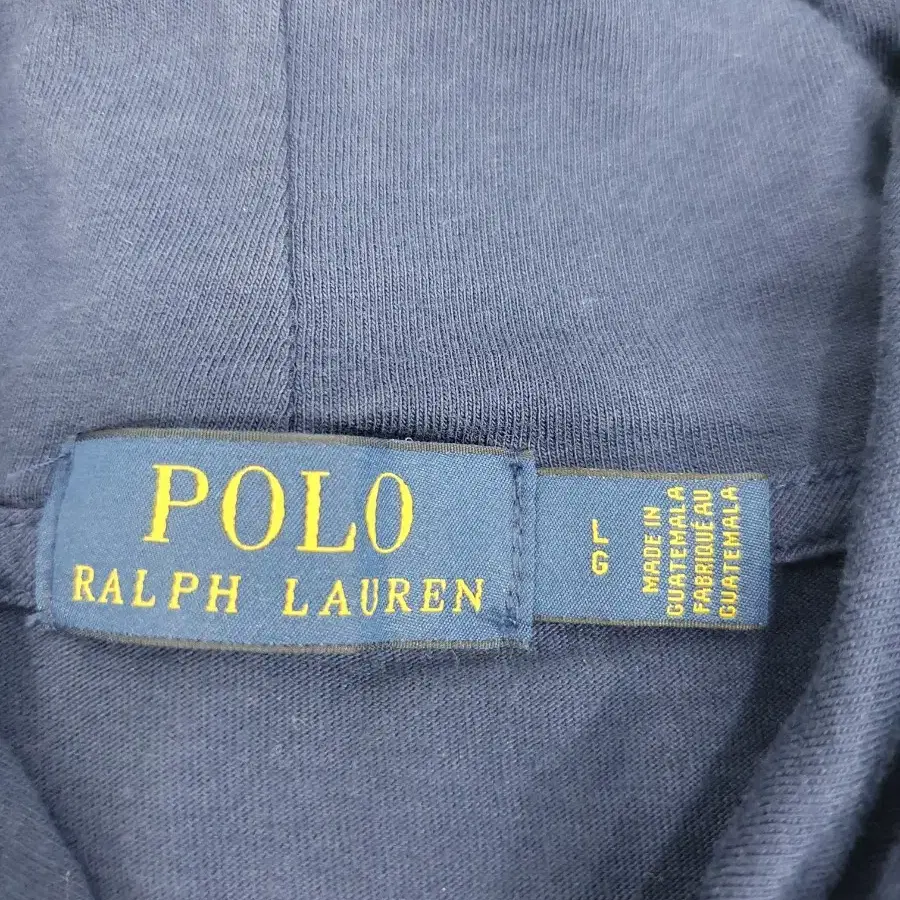 POLO
RALPH LAUREN
L
G
MADE IN
GUATEMALA
FABRIQUÉ AU
GUATEMALA